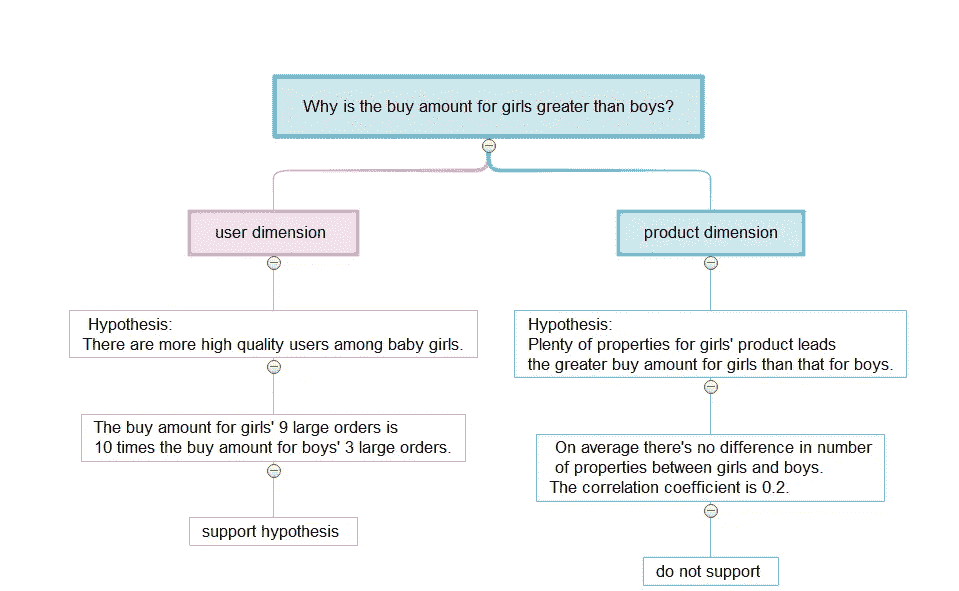 Why is the buy amount for girls greater than boys?
user dimension
product dimension
Hypothesis:
There are more high quality users among baby girls.
Hypothesis:
Plenty of properties for girls' product leads
the greater buy amount for girls than that for boys.
The buy amount for girls' 9 large orders is
10 times the buy amount for boys' 3 large orders.
On average there's no difference in number
of properties between girls and boys.
The correlation coefficient is 0.2.
support hypothesis
do not support